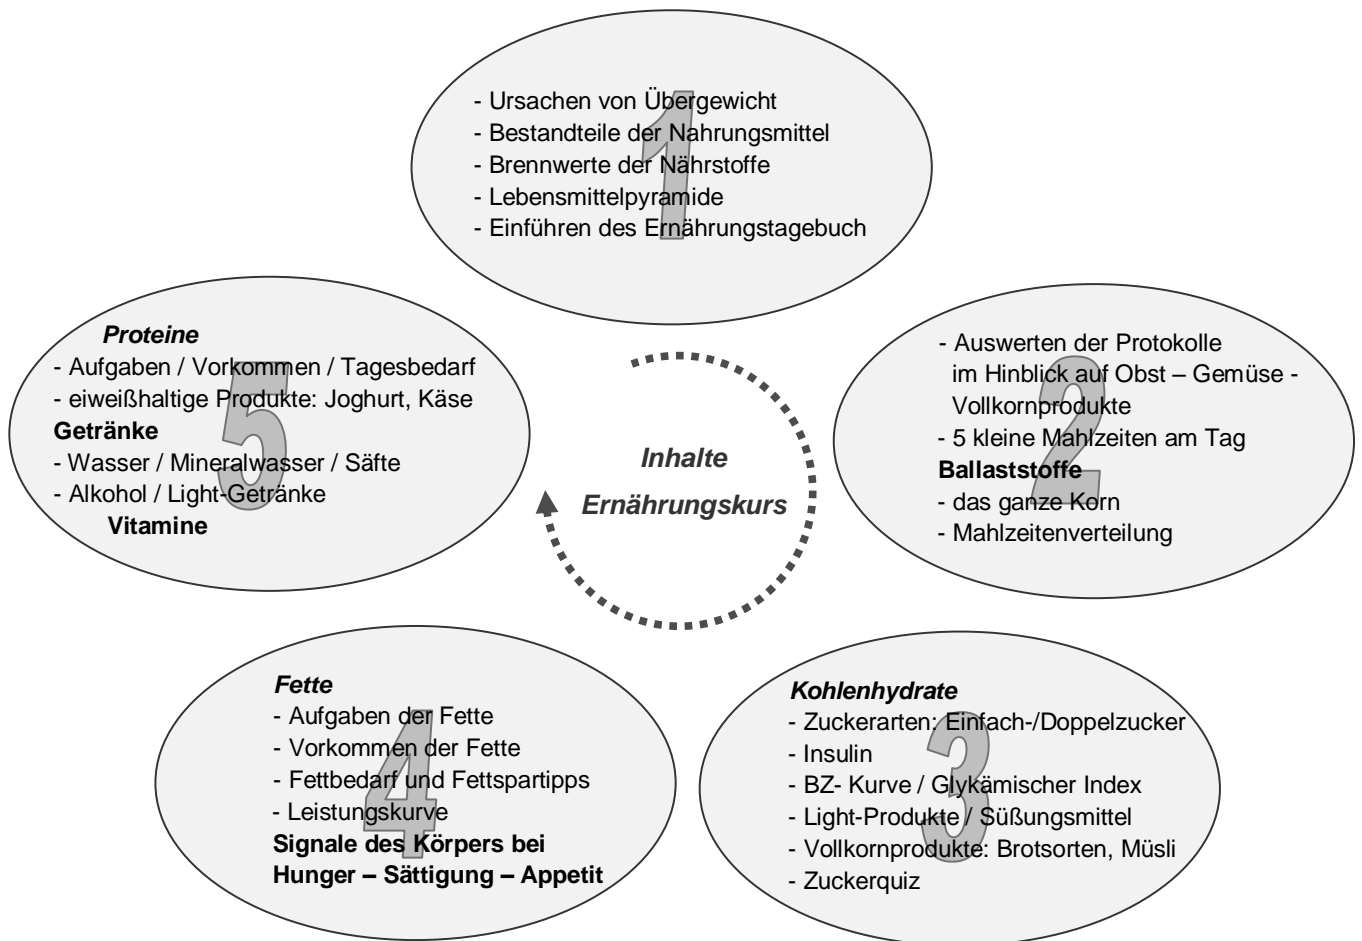 1
- Ursachen von Übergewicht
- Bestandteile der Nahrungsmittel
- Brennwerte der Nährstoffe
- Lebensmittelpyramide
- Einführen des Ernährungstagebuch
2
- Auswerten der Protokolle
im Hinblick auf Obst – Gemüse -
Vollkornprodukte
- 5 kleine Mahlzeiten am Tag
Ballaststoffe
- das ganze Korn
- Mahlzeitenverteilung
3
Kohlenhydrate
- Zuckerarten: Einfach-/Doppelzucker
- Insulin
- BZ- Kurve / Glykämischer Index
- Light-Produkte / Süßungsmittel
- Vollkornprodukte: Brotsorten, Müsli
- Zuckerquiz
4
Fette
- Aufgaben der Fette
- Vorkommen der Fette
- Fettbedarf und Fettspartipps
- Leistungskurve
Signale des Körpers bei
Hunger – Sättigung – Appetit
5
Proteine
- Aufgaben / Vorkommen / Tagesbedarf
- eiweißhaltige Produkte: Joghurt, Käse
Getränke
- Wasser / Mineralwasser / Säfte
- Alkohol / Light-Getränke
Vitamine
Inhalte
Ernährungskurs